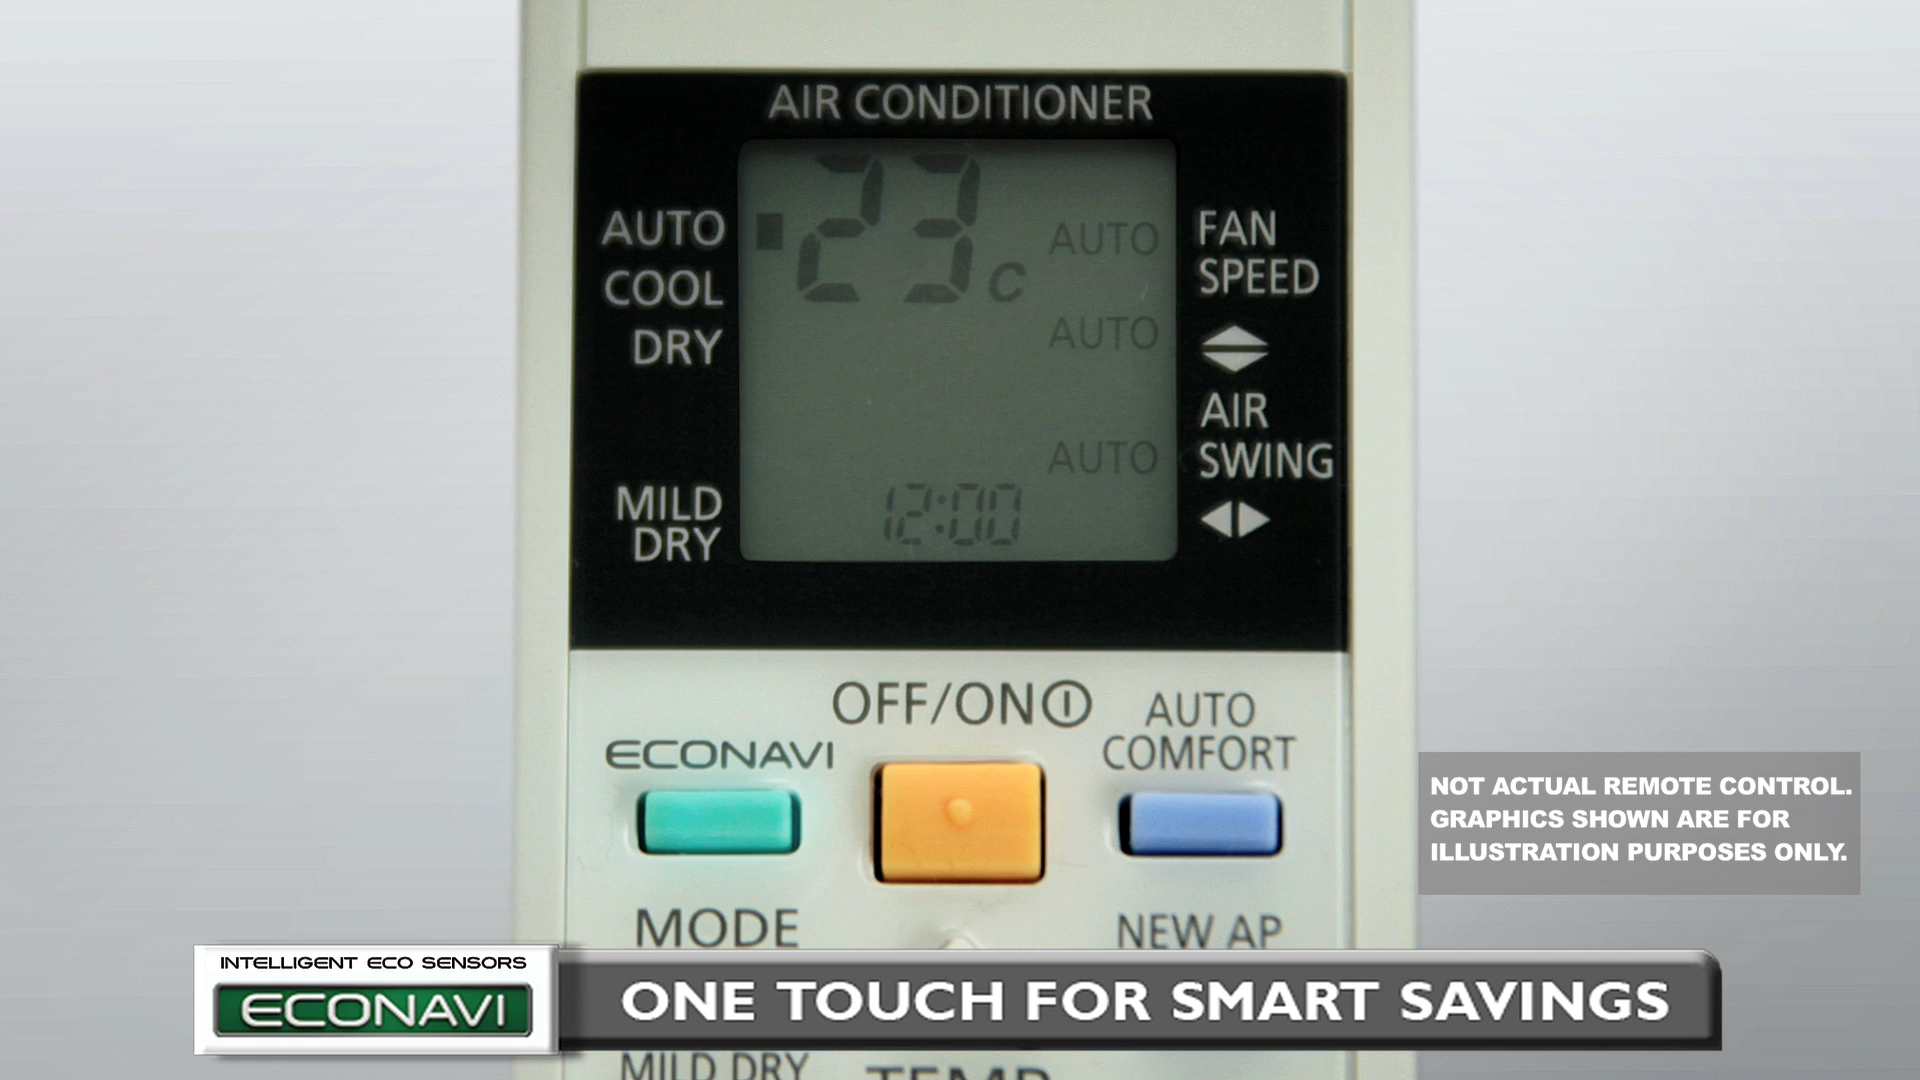 AIR CONDITIONER
23 C
AUTO
COOL
DRY
MILD
DRY
AUTO
AUTO
AUTO
12:00
FAN
SPEED
AIR
SWING
OFF/ON
ECONAVI
AUTO
COMFORT
MODE
NEW AP
NOT ACTUAL REMOTE CONTROL.
GRAPHICS SHOWN ARE FOR
ILLUSTRATION PURPOSES ONLY.
INTELLIGENT ECO SENSORS
ECONAVI
ONE TOUCH FOR SMART SAVINGS
MILD DRY
TEMP